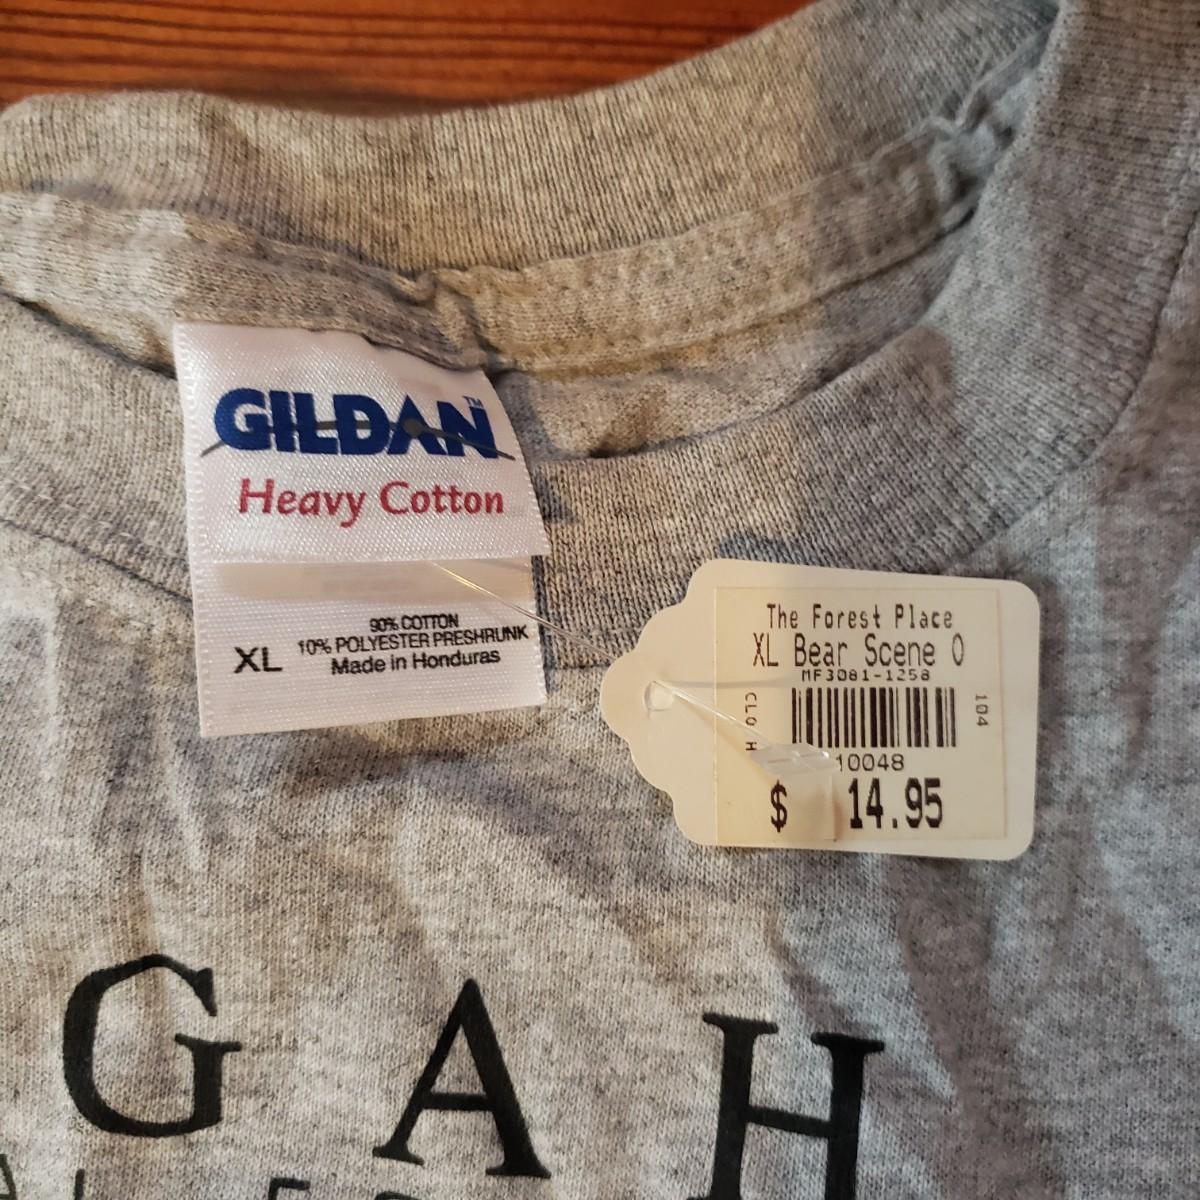 GILDAN™
Heavy Cotton
90% COTTON
10% POLYESTER PRESHRUNK
XL Made in Honduras
The Forest Place
XL Bear Scene O
MF3081-1258
104
10048
$ 14.95
G A H